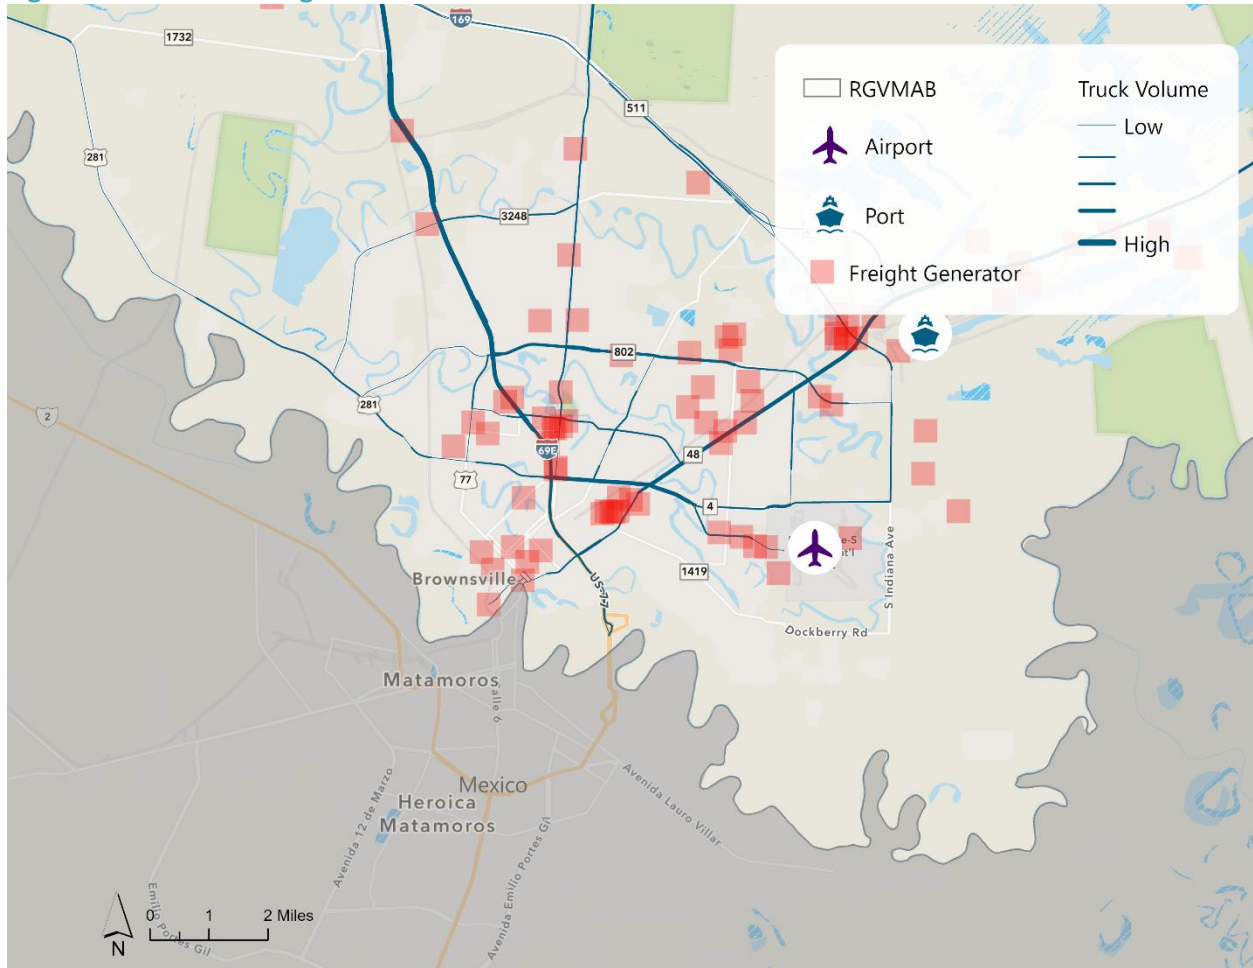 169
1732
511
281
3248
RGVMAB
Airport
Port
Freight Generator
Truck Volume
Low
High
802
2
281
69E
48
77
4
1419
Brownsville
US-77
S Indiana Ave
Dockberry Rd
Matamoros
Calle 6
Mexico
Heroica
Matamoros
Avenida 12 de Marzo
Avenida Lauro Villar
Avenida Emilio Portes Gil
Emilio Portes Gil
N
0 1 2 Miles